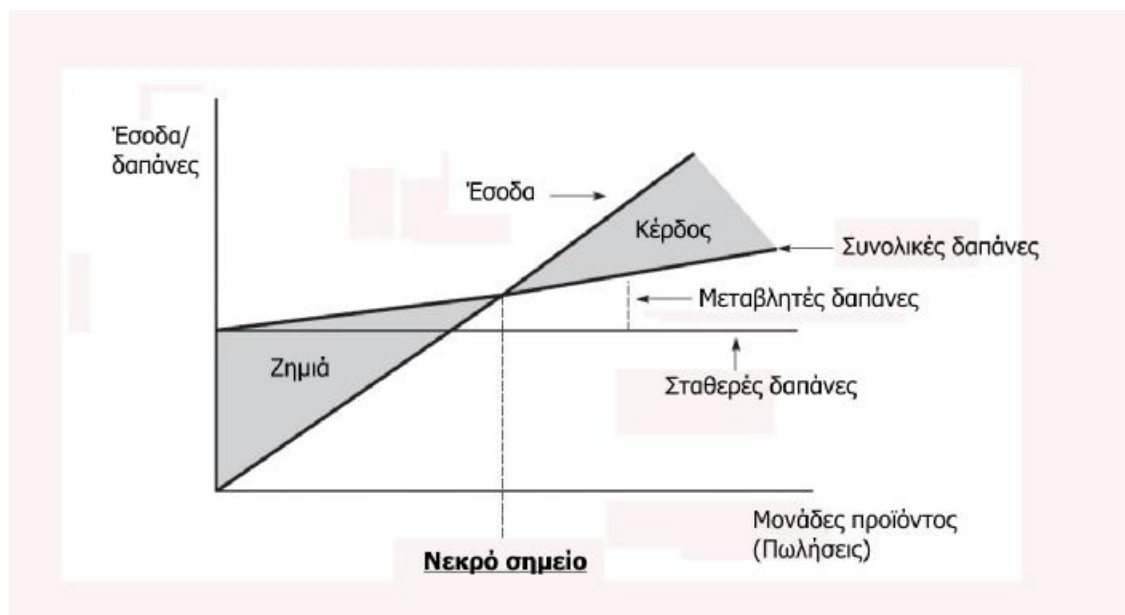 Έσοδα/
δαπάνες
Έσοδα
Κέρδος
Συνολικές δαπάνες
Μεταβλητές δαπάνες
Ζημιά
Σταθερές δαπάνες
Μονάδες προϊόντος
(Πωλήσεις)
Νεκρό σημείο